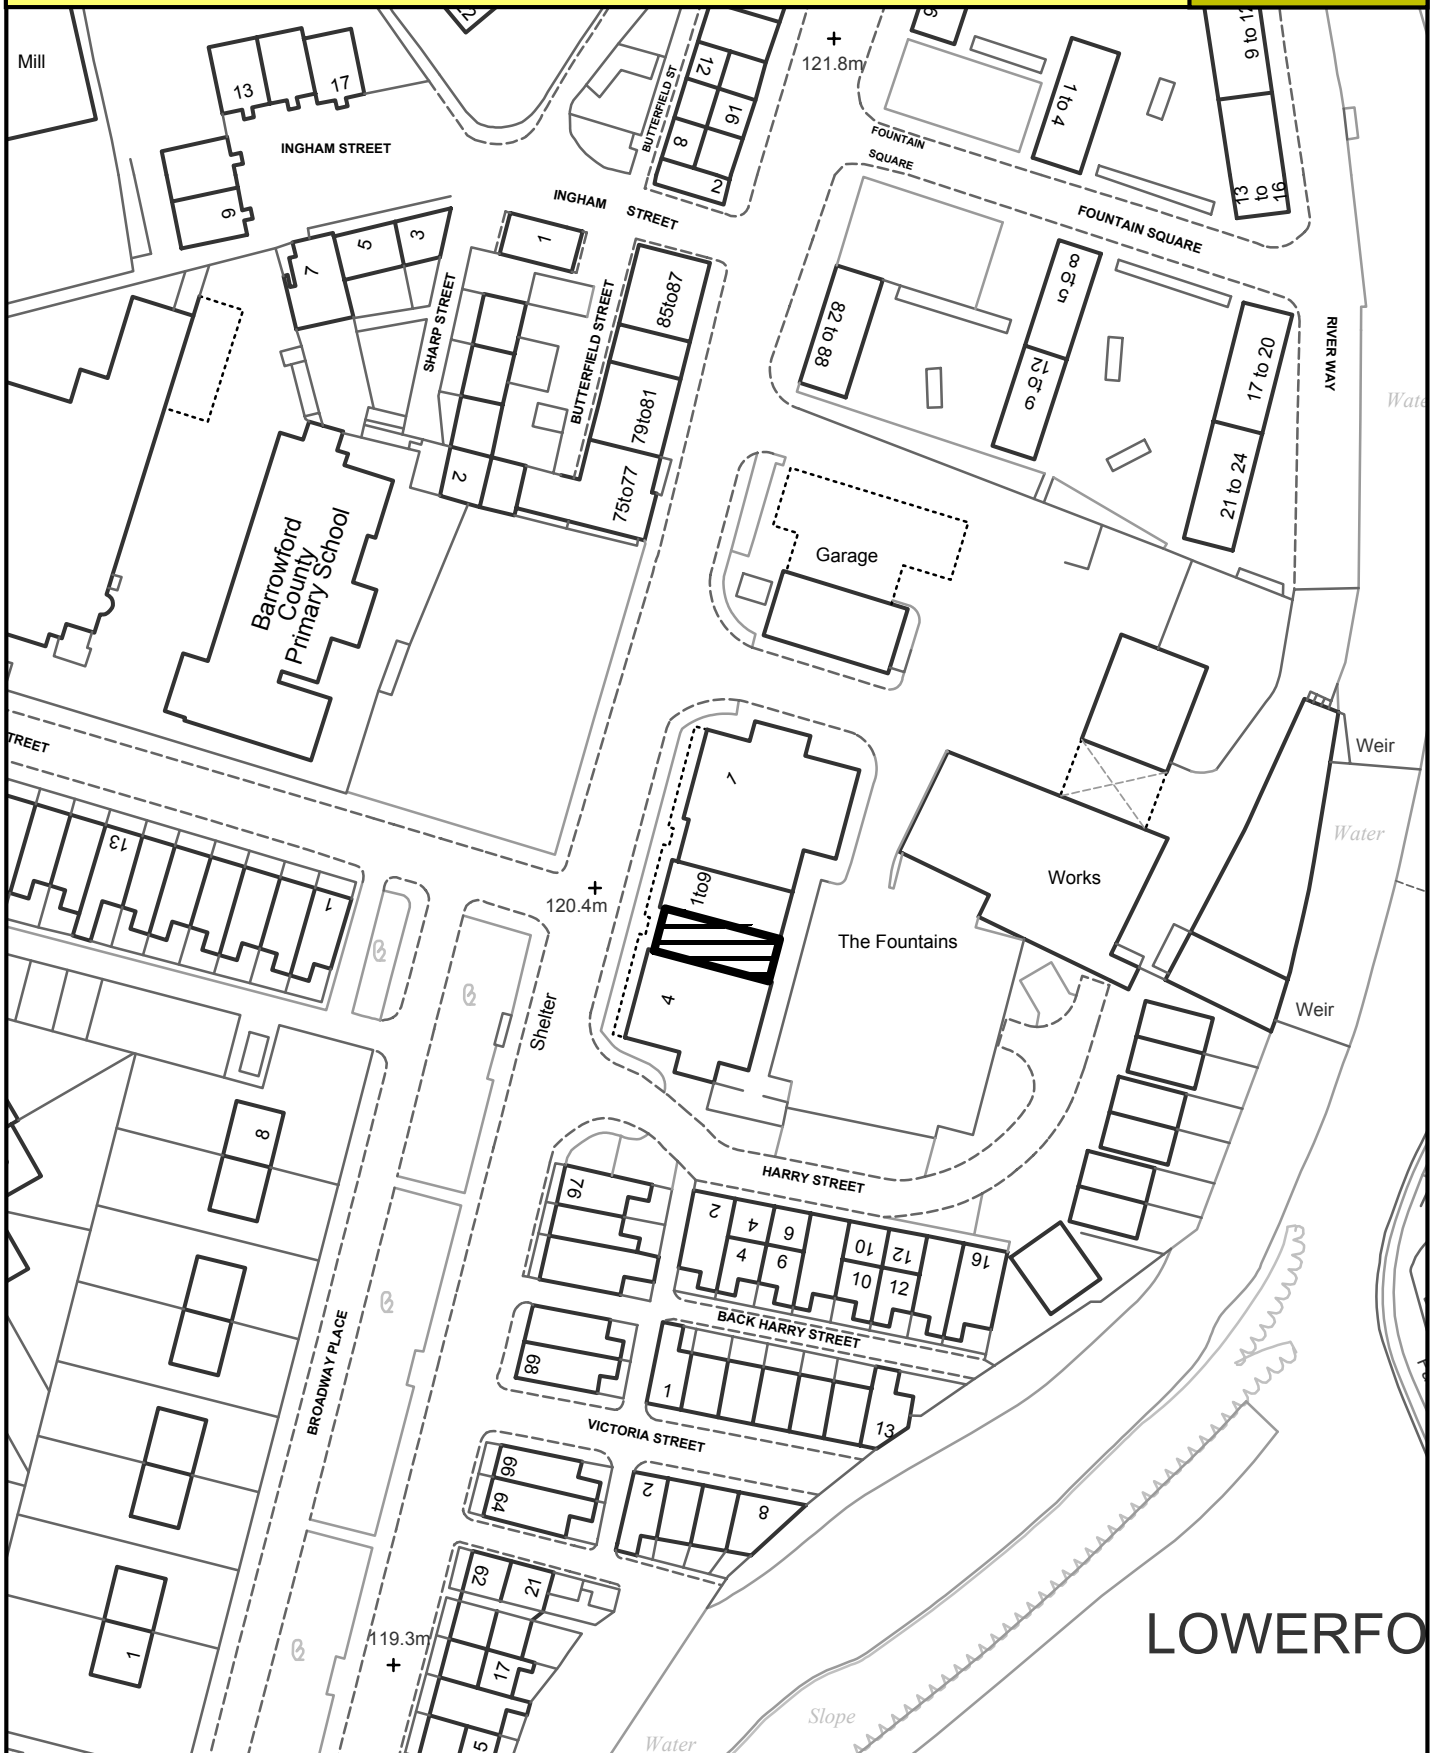 Mill
13
17
INGHAM STREET
9
12
16
8
2
BUTTERFIELD ST
121.8m
FOUNTAIN
SQUARE
1 to 4
9 to 12
13
to
16
FOUNTAIN SQUARE
INGHAM STREET
7
5
3
1
SHARP STREET
BUTTERFIELD STREET
85to87
79to81
75to77
2
82 to 88
8 to 5
12 to 9
17 to 20
21 to 24
RIVER WAY
Garage
Barrowford
County
Primary School
TREET
13
1
7
1to9
4
120.4m
The Fountains
Works
Weir
Water
Weir
Shelter
8
BROADWAY PLACE
1
76
HARRY STREET
2
4
6
10
12
16
4
6
10
12
BACK HARRY STREET
68
1
13
VICTORIA STREET
66
64
2
8
62
21
17
5
119.3m
LOWERFO
Slope
Water